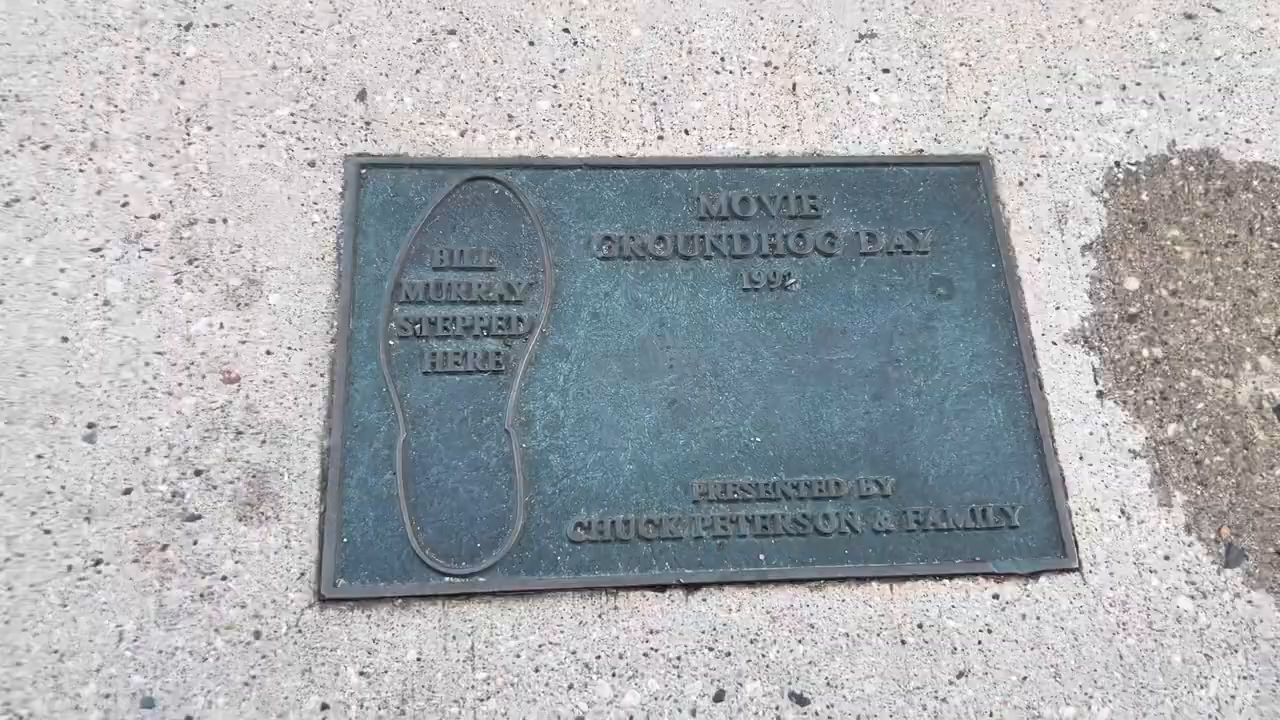 BILL
MURRAY
STEPPED
HERE
MOVIE
GROUNDHOG DAY
1992
PRESENTED BY
CHUCK PETERSON & FAMILY